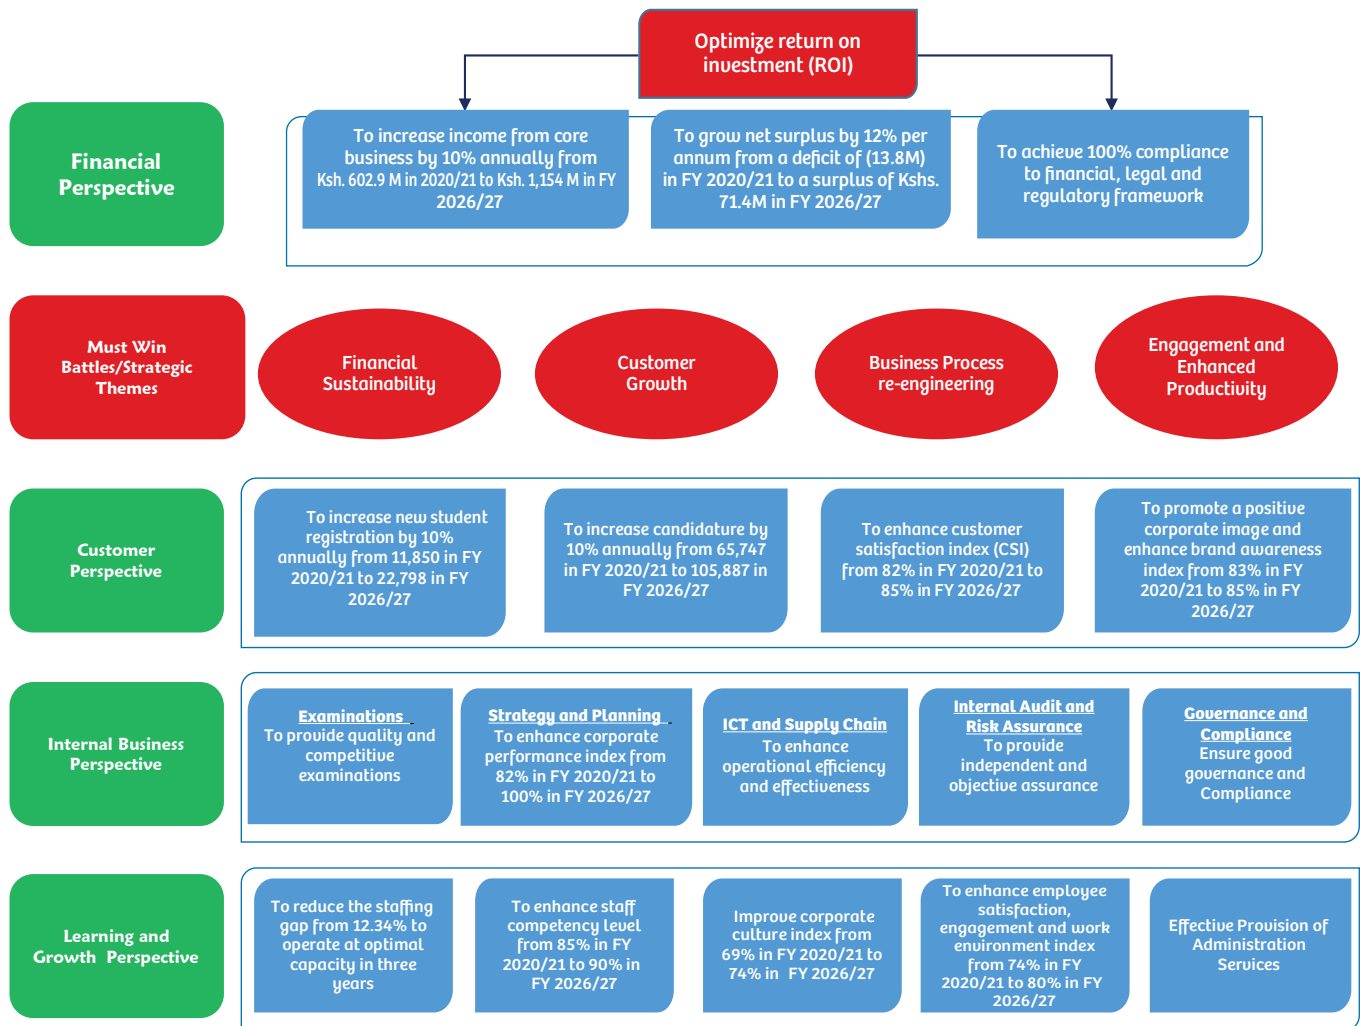 Optimize return on
investment (ROI)
Financial
Perspective
To increase income from core
business by 10% annually from
Ksh. 602.9 M in 2020/21 to Ksh. 1,154 M in FY
2026/27
To grow net surplus by 12% per
annum from a deficit of (13.8M)
in FY 2020/21 to a surplus of Kshs.
71.4M in FY 2026/27
To achieve 100% compliance
to financial, legal and
regulatory framework
Must Win
Battles/Strategic
Themes
Financial
Sustainability
Customer
Growth
Business Process
re-engineering
Engagement and
Enhanced
Productivity
Customer
Perspective
To increase new student
registration by 10%
annually from 11,850 in FY
2020/21 to 22,798 in FY
2026/27
To increase candidature by
10% annually from 65,747
in FY 2020/21 to 105,887 in
FY 2026/27
To enhance customer
satisfaction index (CSI)
from 82% in FY 2020/21 to
85% in FY 2026/27
To promote a positive
corporate image and
enhance brand awareness
index from 83% in FY
2020/21 to 85% in FY
2026/27
Internal Business
Perspective
Examinations
To provide quality and
competitive
examinations
Strategy and Planning
To enhance corporate
performance index from
82% in FY 2020/21 to
100% in FY 2026/27
ICT and Supply Chain
To enhance
operational efficiency
and effectiveness
Internal Audit and
Risk Assurance
To provide
independent and
objective assurance
Governance and
Compliance
Ensure good
governance and
Compliance
Learning and
Growth Perspective
To reduce the staffing
gap from 12.34% to
operate at optimal
capacity in three
years
To enhance staff
competency level
from 85% in FY
2020/21 to 90% in
FY 2026/27
Improve corporate
culture index from
69% in FY 2020/21 to
74% in FY 2026/27
To enhance employee
satisfaction,
engagement and work
environment index
from 74% in FY
2020/21 to 80% in FY
2026/27
Effective Provision of
Administration
Services